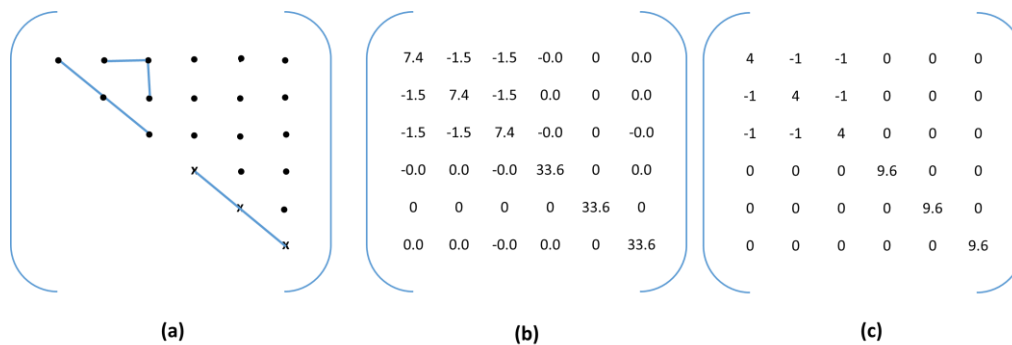 7.4 -1.5 -1.5 -0.0 0 0.0
-1.5 7.4 -1.5 0.0 0 0.0
-1.5 -1.5 7.4 -0.0 0 -0.0
-0.0 0.0 -0.0 33.6 0 0.0
0 0 0 0 33.6 0
0.0 0.0 -0.0 0.0 0 33.6
4 -1 -1 0 0 0
-1 4 -1 0 0 0
-1 -1 4 0 0 0
0 0 0 9.6 0 0
0 0 0 0 9.6 0
0 0 0 0 0 9.6
x
x
x
(a) (b) (c)